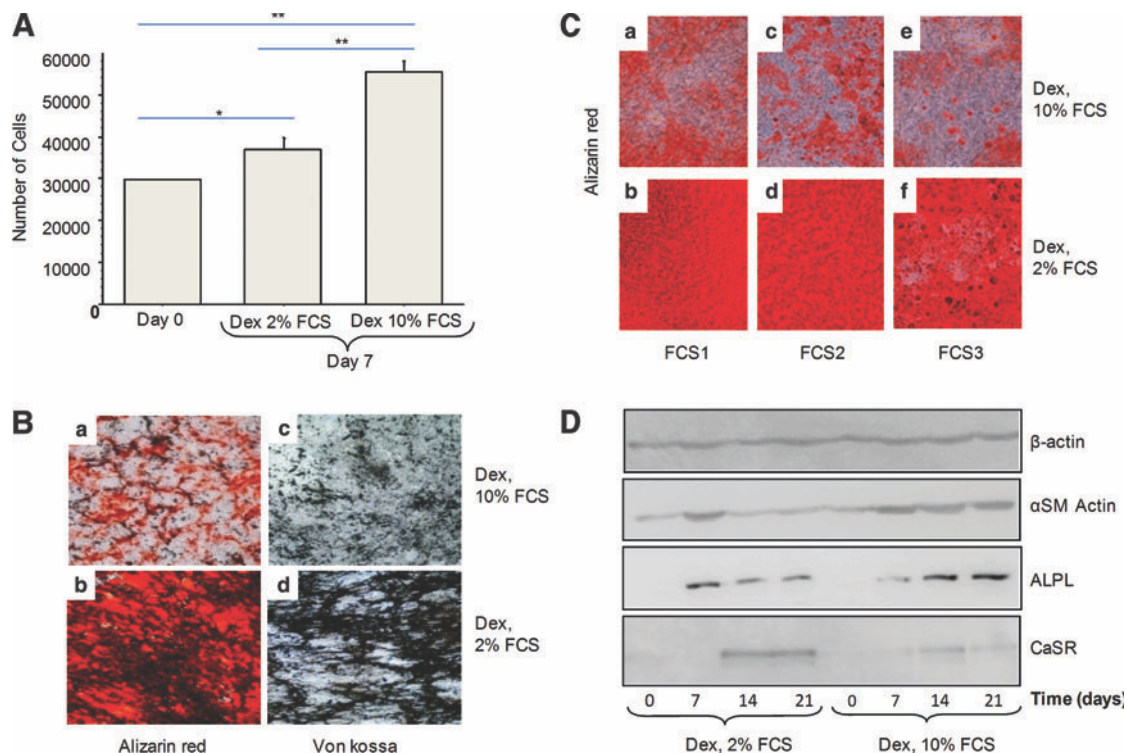 A
**
**
*
60000
50000
40000
30000
20000
10000
0
Number of Cells
Day 0
Dex 2% FCS
Dex 10% FCS
Day 7
B
a
c
Dex,
10% FCS
b
d
Dex,
2% FCS
Alizarin red
Von kossa
C
a
c
e
Dex,
10% FCS
Alizarin red
b
d
f
Dex,
2% FCS
FCS1
FCS2
FCS3
D
β-actin
αSM Actin
ALPL
CaSR
0 7 14 21 0 7 14 21 Time (days)
Dex, 2% FCS
Dex, 10% FCS